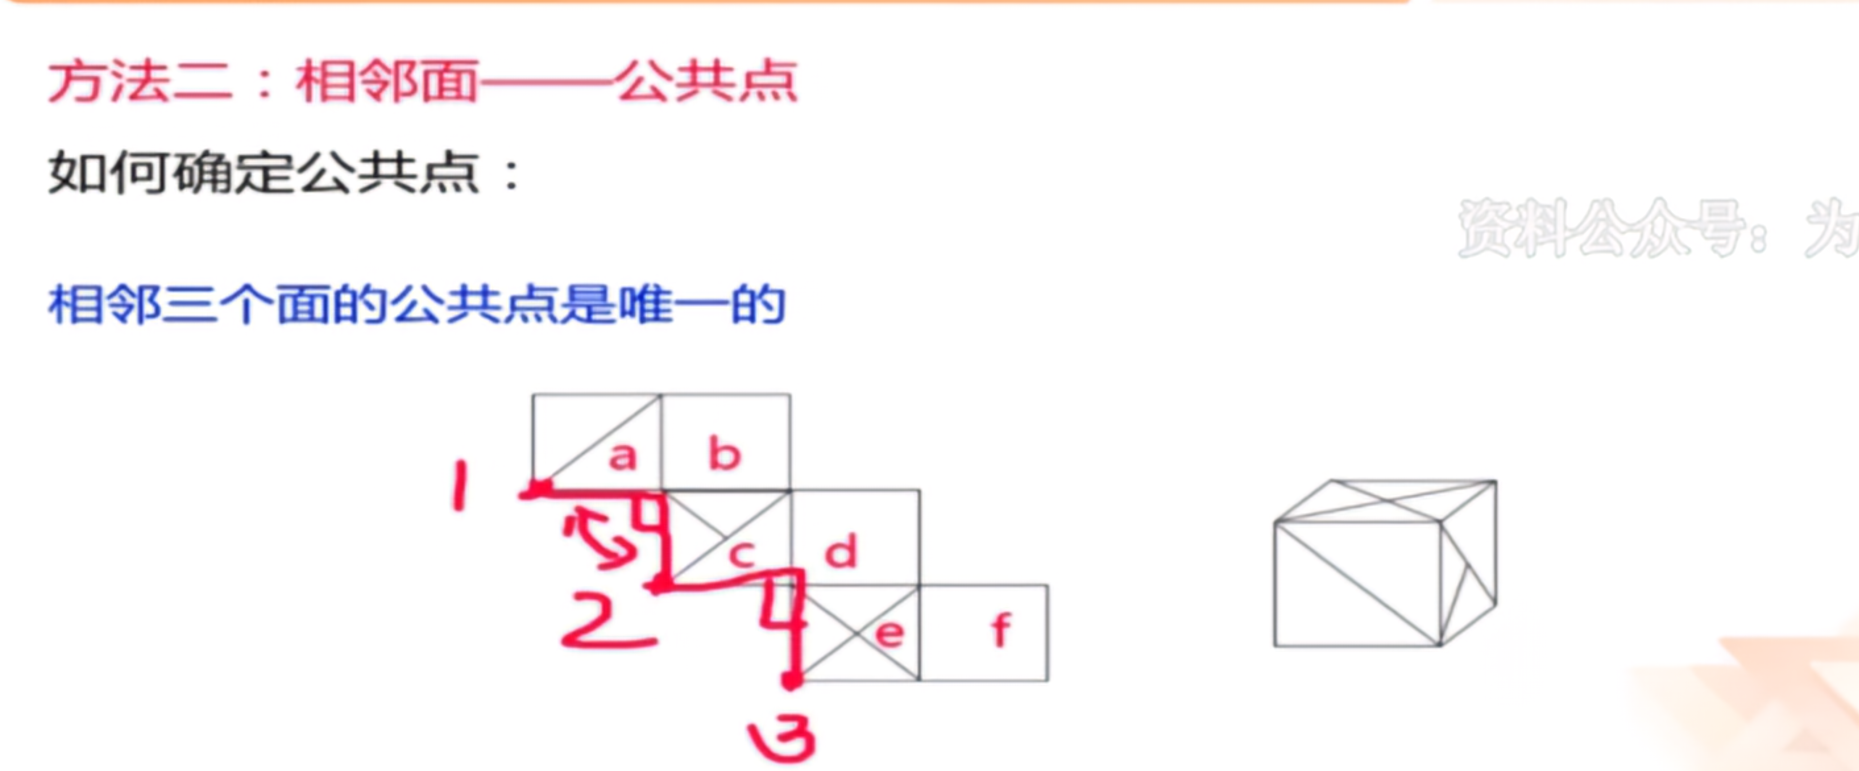 方法二：相邻面——公共点
如何确定公共点：
资料公众号：为
相邻三个面的公共点是唯一的
a b
1
c d
2
e f
3